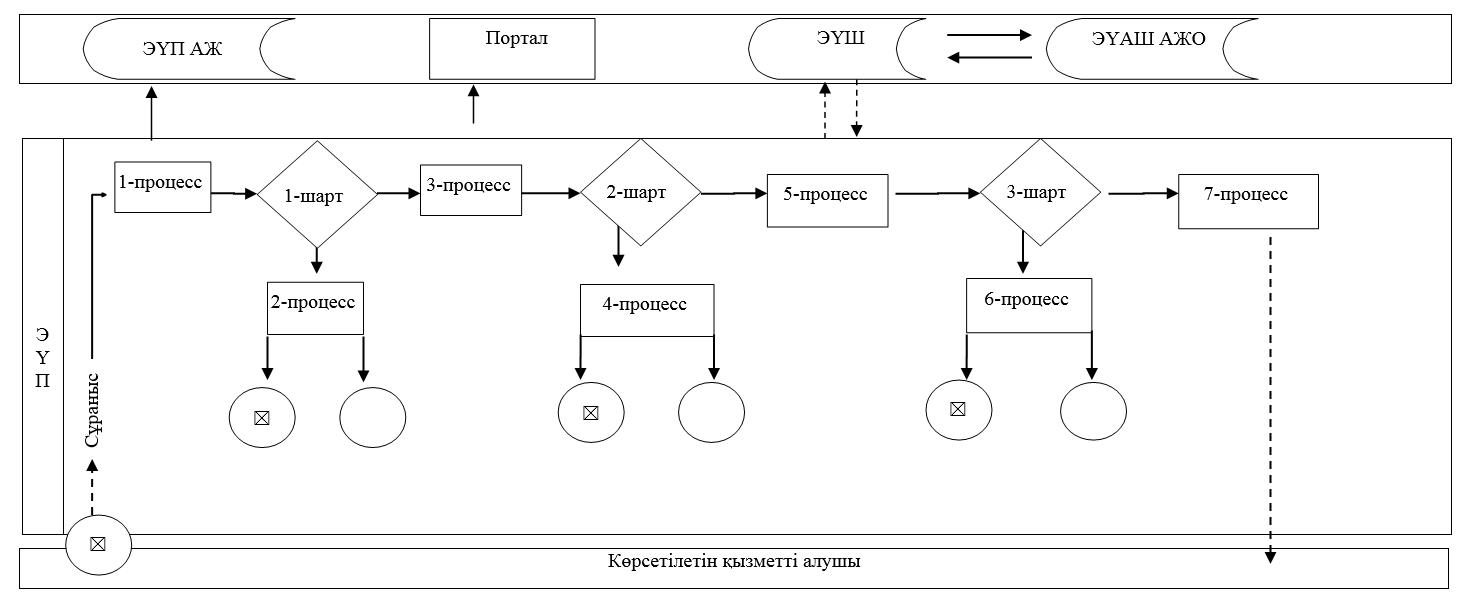 ЭҮП АЖ
Портал
ЭҮШ
ЭҮАШ АЖО
1-процесс
1-шарт
3-процесс
2-шарт
5-процесс
3-шарт
7-процесс
2-процесс
4-процесс
6-процесс
Э
Ү
П
Сұраныс
Көрсетілетін қызметті алушы